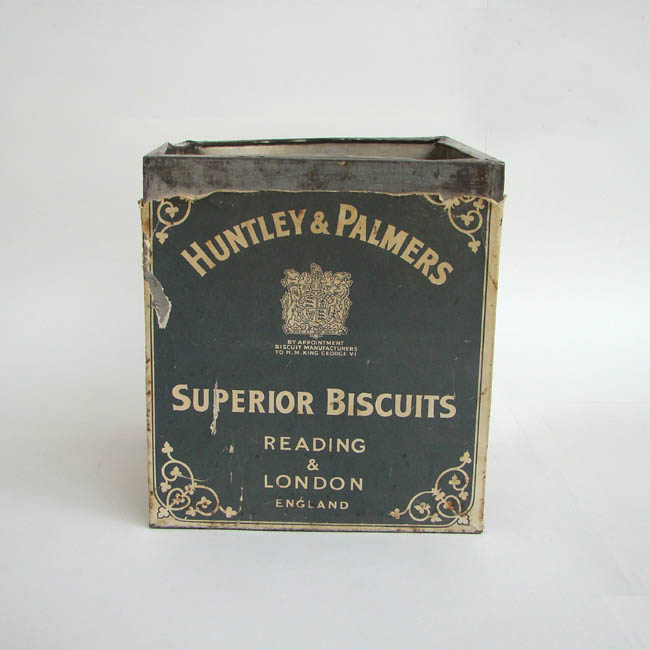 HUNTLEY & PALMERS
BY APPOINTMENT
BISCUIT MANUFACTURERS
TO H.M. KING GEORGE VI
SUPERIOR BISCUITS
READING
&
LONDON
ENGLAND